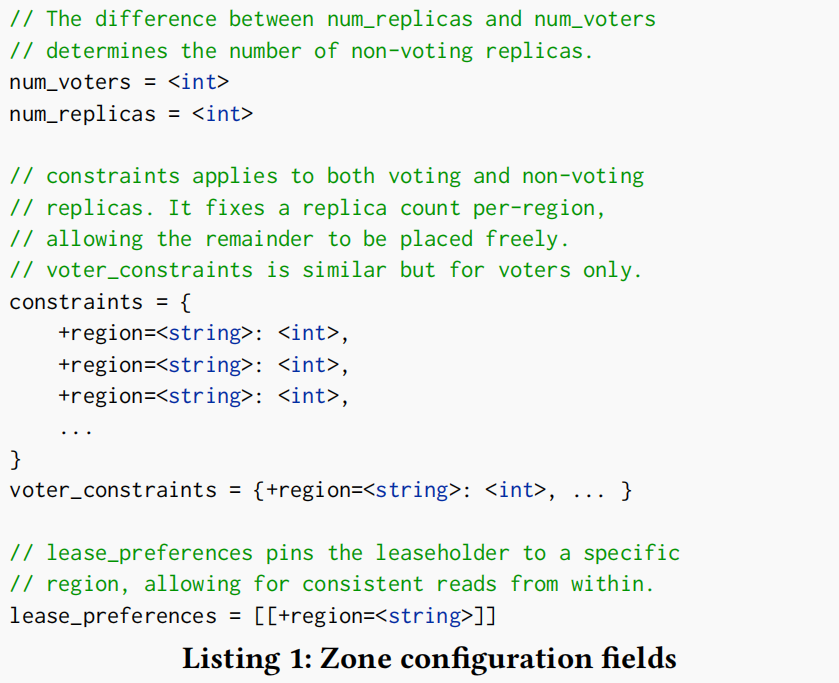 // The difference between num_replicas and num_voters
// determines the number of non-voting replicas.
num_voters = <int>
num_replicas = <int>

// constraints applies to both voting and non-voting
// replicas. It fixes a replica count per-region,
// allowing the remainder to be placed freely.
// voter_constraints is similar but for voters only.
constraints = {
    +region=<string>: <int>,
    +region=<string>: <int>,
    +region=<string>: <int>,
    ...
}
voter_constraints = {+region=<string>: <int>, ... }

// lease_preferences pins the leaseholder to a specific
// region, allowing for consistent reads from within.
lease_preferences = [[+region=<string>]]
Listing 1: Zone configuration fields